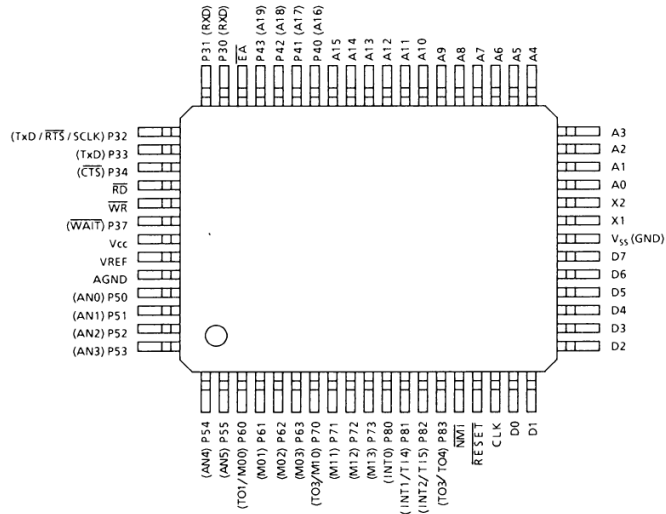 P31 (RXD)
P30 (RXD)
EA
P43 (A19)
P42 (A18)
P41 (A17)
P40 (A16)
A15
A14
A13
A12
A11
A10
A9
A8
A7
A6
A5
A4
(TxD / RTS / SCLK) P32
(TxD) P33
(CTS) P34
RD
WR
(WAIT) P37
Vcc
VREF
AGND
(AN0) P50
(AN1) P51
(AN2) P52
(AN3) P53
A3
A2
A1
A0
X2
X1
VSS (GND)
D7
D6
D5
D4
D3
D2
(AN4) P54
(AN5) P55
(TO1/M00) P60
(M01) P61
(M02) P62
(M03) P63
(TO3/M10) P70
(M11) P71
(M12) P72
(M13) P73
(INT0) P80
(INT1/TI4) P81
(INT2/TI5) P82
(TO3/TO4) P83
NMi
RESET
CLK
D0
D1